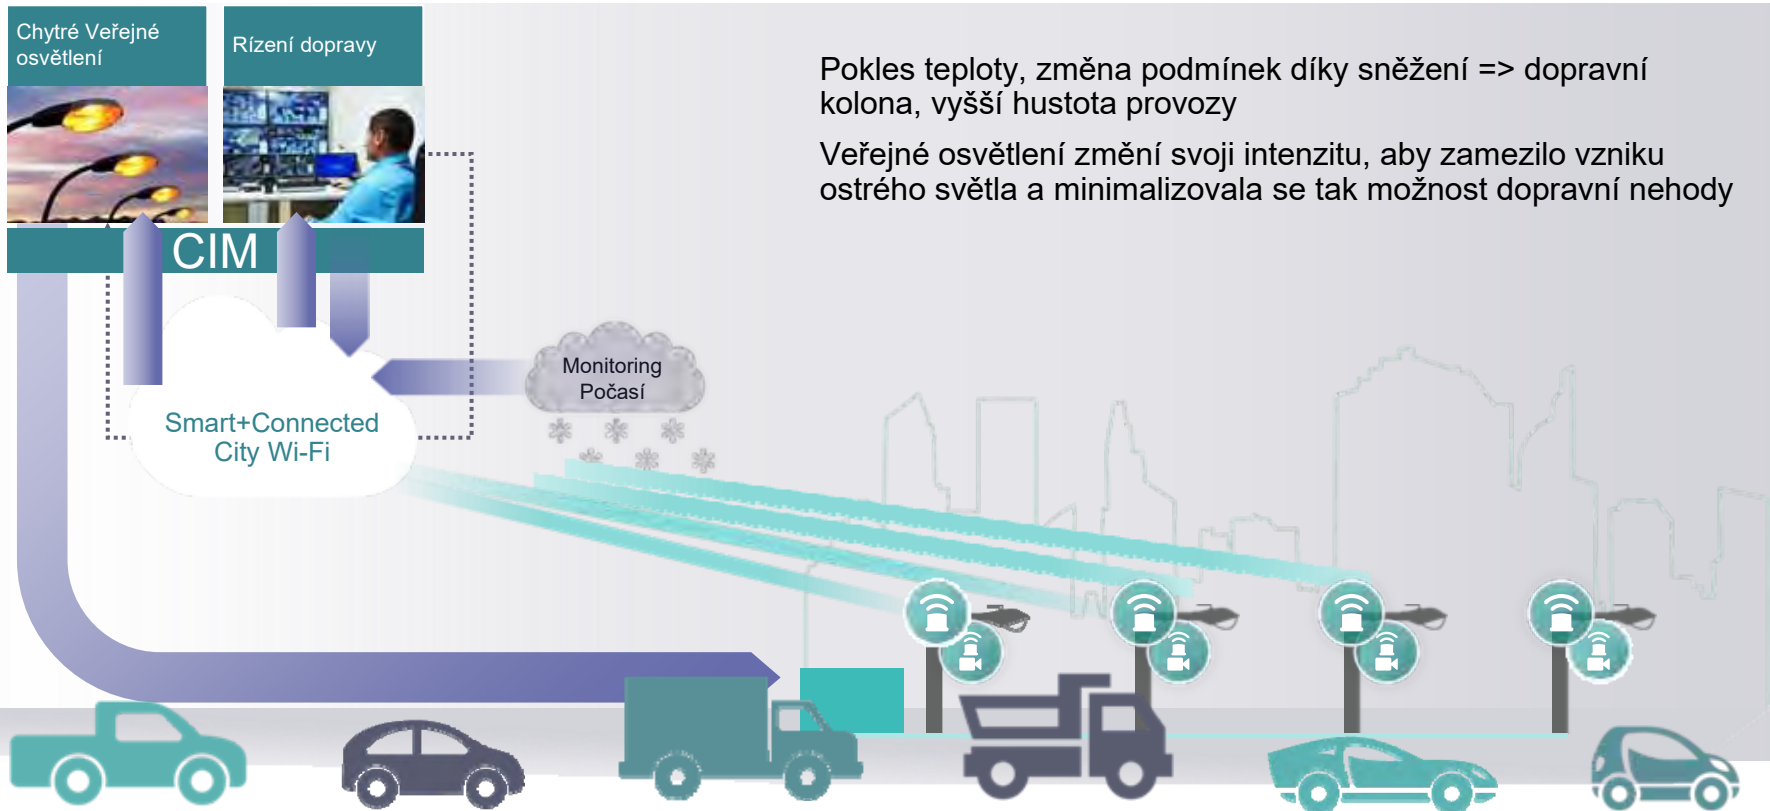 Chytré Veřejné
osvětlení
Rízení dopravy
Pokles teploty, změna podmínek díky sněžení => dopravní
kolona, vyšší hustota provozy
Veřejné osvětlení změní svoji intenzitu, aby zamezilo vzniku
ostrého světla a minimalizovala se tak možnost dopravní nehody
CIM
Monitoring
Počasí
Smart+Connected
City Wi-Fi